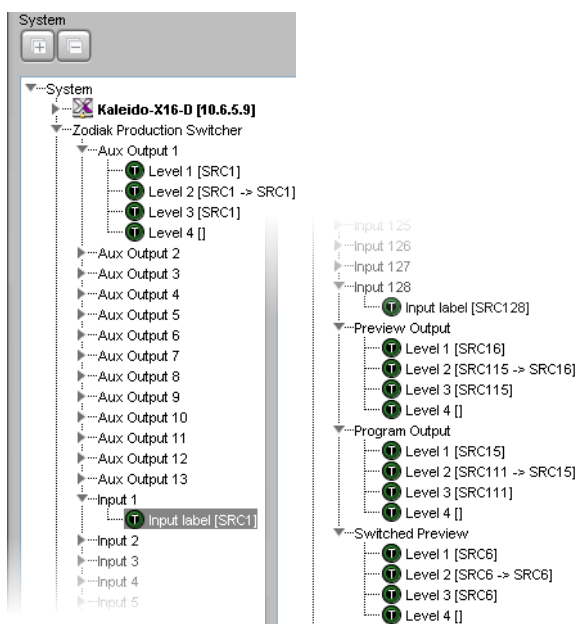 System
System
Kaleido-X16-D [10.6.5.9]
Zodiak Production Switcher
Aux Output 1
Level 1 [SRC1]
Level 2 [SRC1 -> SRC1]
Level 3 [SRC1]
Level 4 []
Aux Output 2
Aux Output 3
Aux Output 4
Aux Output 5
Aux Output 6
Aux Output 7
Aux Output 8
Aux Output 9
Aux Output 10
Aux Output 11
Aux Output 12
Aux Output 13
Input 1
Input label [SRC1]
Input 2
Input 3
Input 4
Input 5
Input 125
Input 126
Input 127
Input 128
Input label [SRC128]
Preview Output
Level 1 [SRC16]
Level 2 [SRC115 -> SRC16]
Level 3 [SRC115]
Level 4 []
Program Output
Level 1 [SRC15]
Level 2 [SRC111 -> SRC15]
Level 3 [SRC111]
Level 4 []
Switched Preview
Level 1 [SRC6]
Level 2 [SRC6 -> SRC6]
Level 3 [SRC6]
Level 4 []